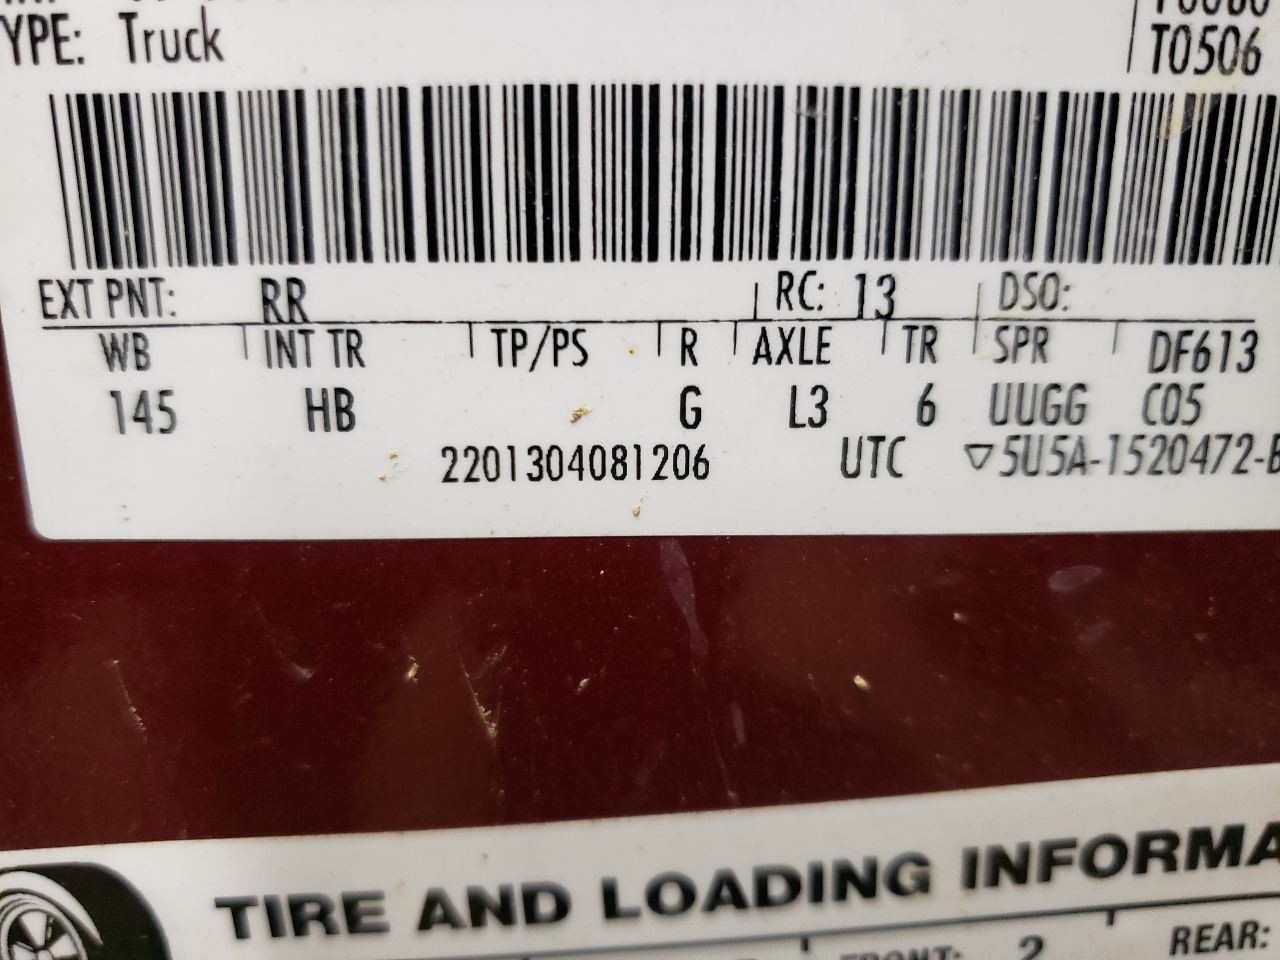 YPE: Truck
T0506
EXT PNT: RR RC: 13 DSO:
WB INT TR TP/PS R AXLE TR SPR DF613
145 HB G L3 6 UUGG C05
2201304081206 UTC ▽5U5A-1520472-B
TIRE AND LOADING INFORMA
FRONT: 2 REAR: